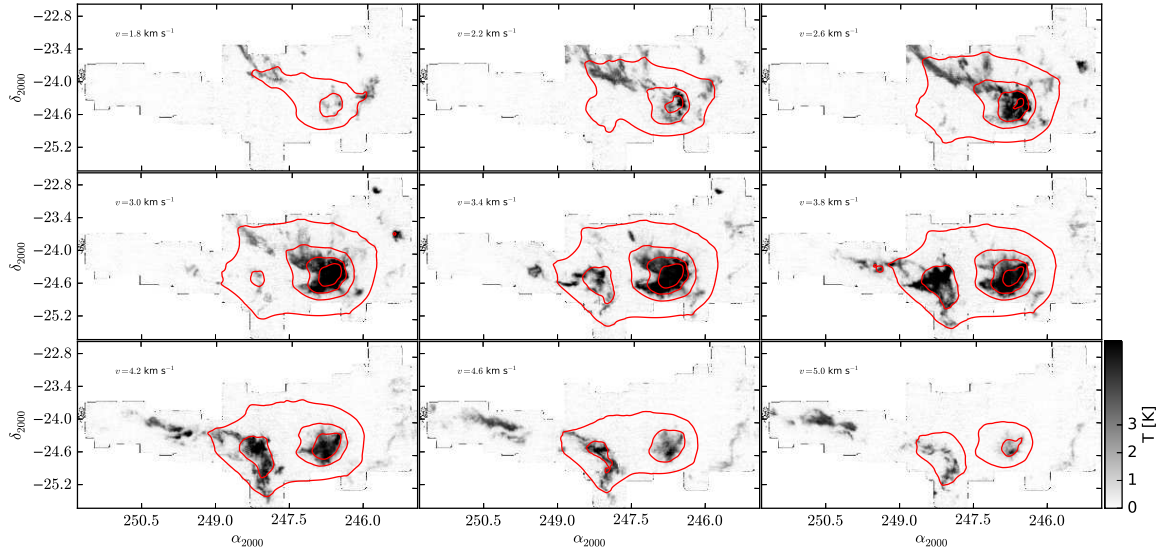 −22.8
−23.4
−24.0
−24.6
−25.2
δ2000
v=1.8 km s−1
v=2.2 km s−1
v=2.6 km s−1
−22.8
−23.4
−24.0
−24.6
−25.2
δ2000
v=3.0 km s−1
v=3.4 km s−1
v=3.8 km s−1
−22.8
−23.4
−24.0
−24.6
−25.2
δ2000
v=4.2 km s−1
v=4.6 km s−1
v=5.0 km s−1
3
2
1
0
T [K]
250.5 249.0 247.5 246.0
250.5 249.0 247.5 246.0
250.5 249.0 247.5 246.0
α2000
α2000
α2000